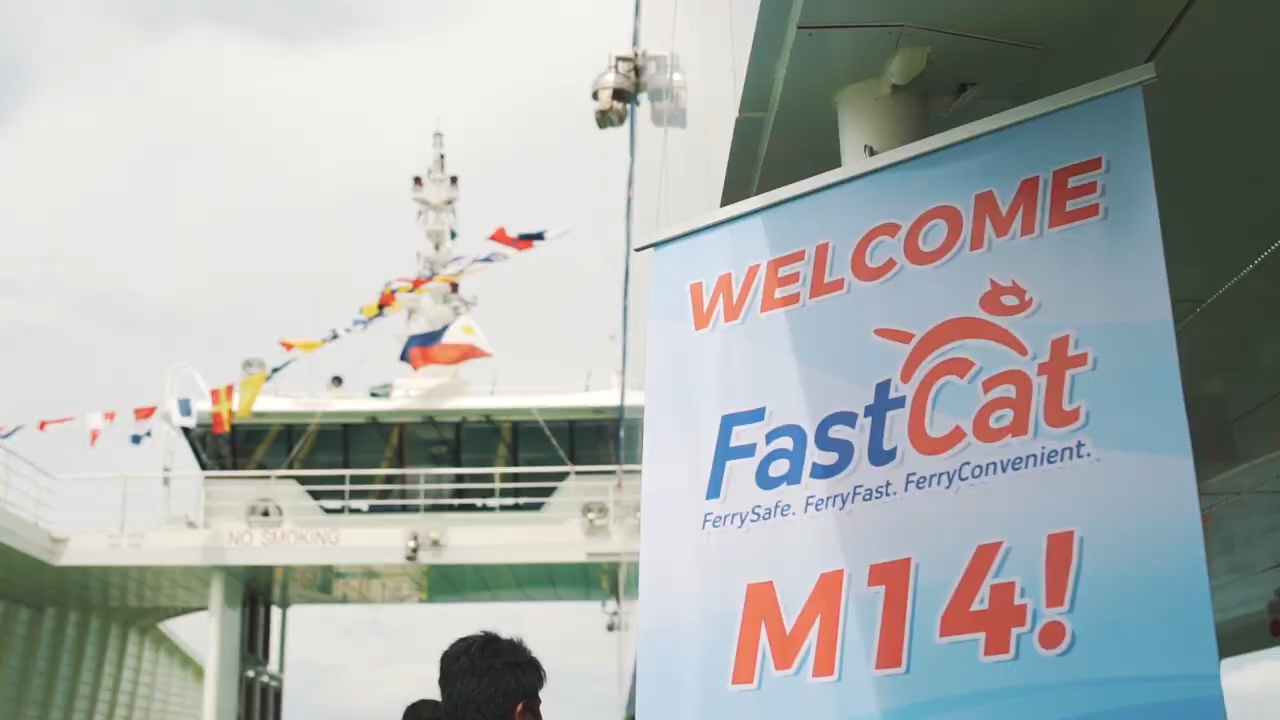 WELCOME
FastCat
FerrySafe. FerryFast. FerryConvenient.
M14!
NO SMOKING